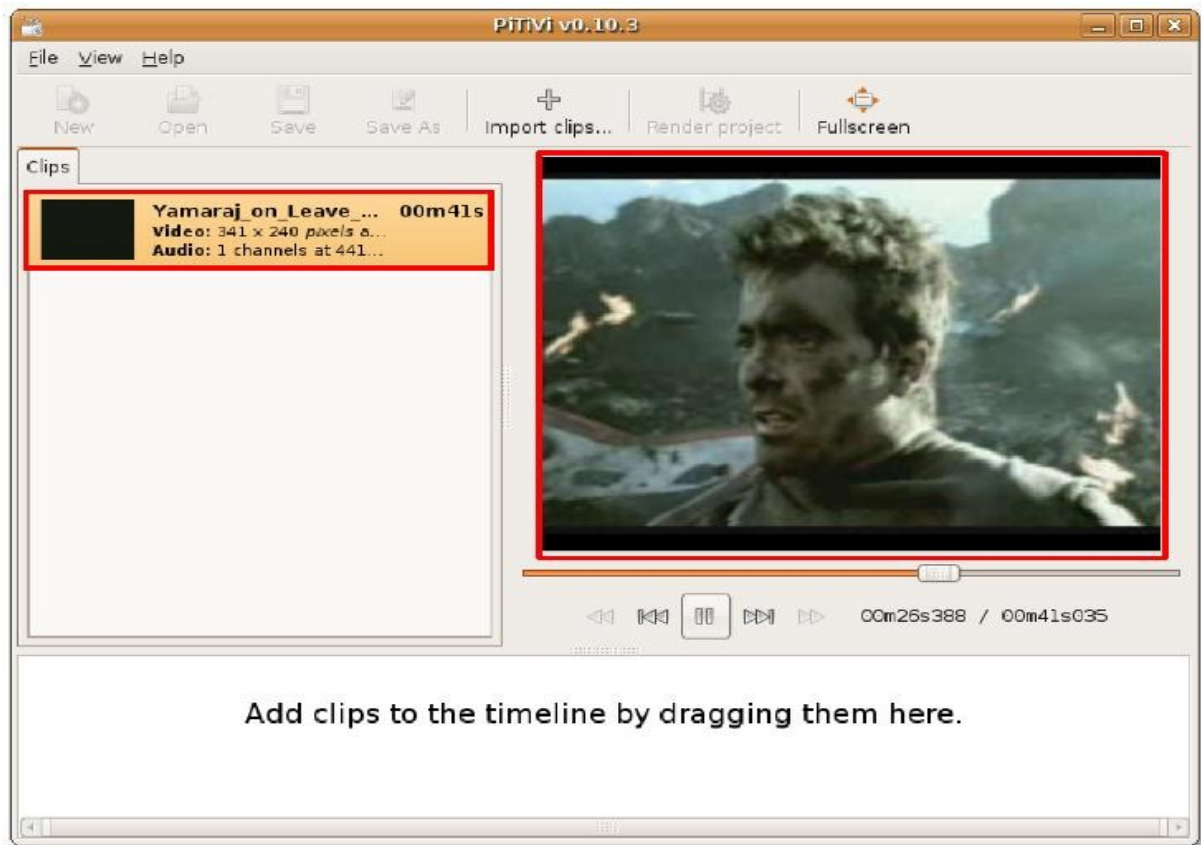 PiTiVi v0.10.3
File View Help
New Open Save Save As Import clips... Render project Fullscreen
Clips
Yamaraj_on_Leave_... 00m41s
Video: 341 x 240 pixels a...
Audio: 1 channels at 441...
00m26s388 / 00m41s035
Add clips to the timeline by dragging them here.